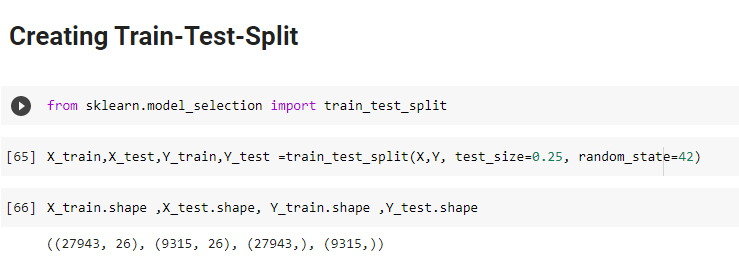 Creating Train-Test-Split
from sklearn.model_selection import train_test_split
[65] X_train,X_test,Y_train,Y_test =train_test_split(X,Y, test_size=0.25, random_state=42)
[66] X_train.shape ,X_test.shape, Y_train.shape ,Y_test.shape
((27943, 26), (9315, 26), (27943,), (9315,))